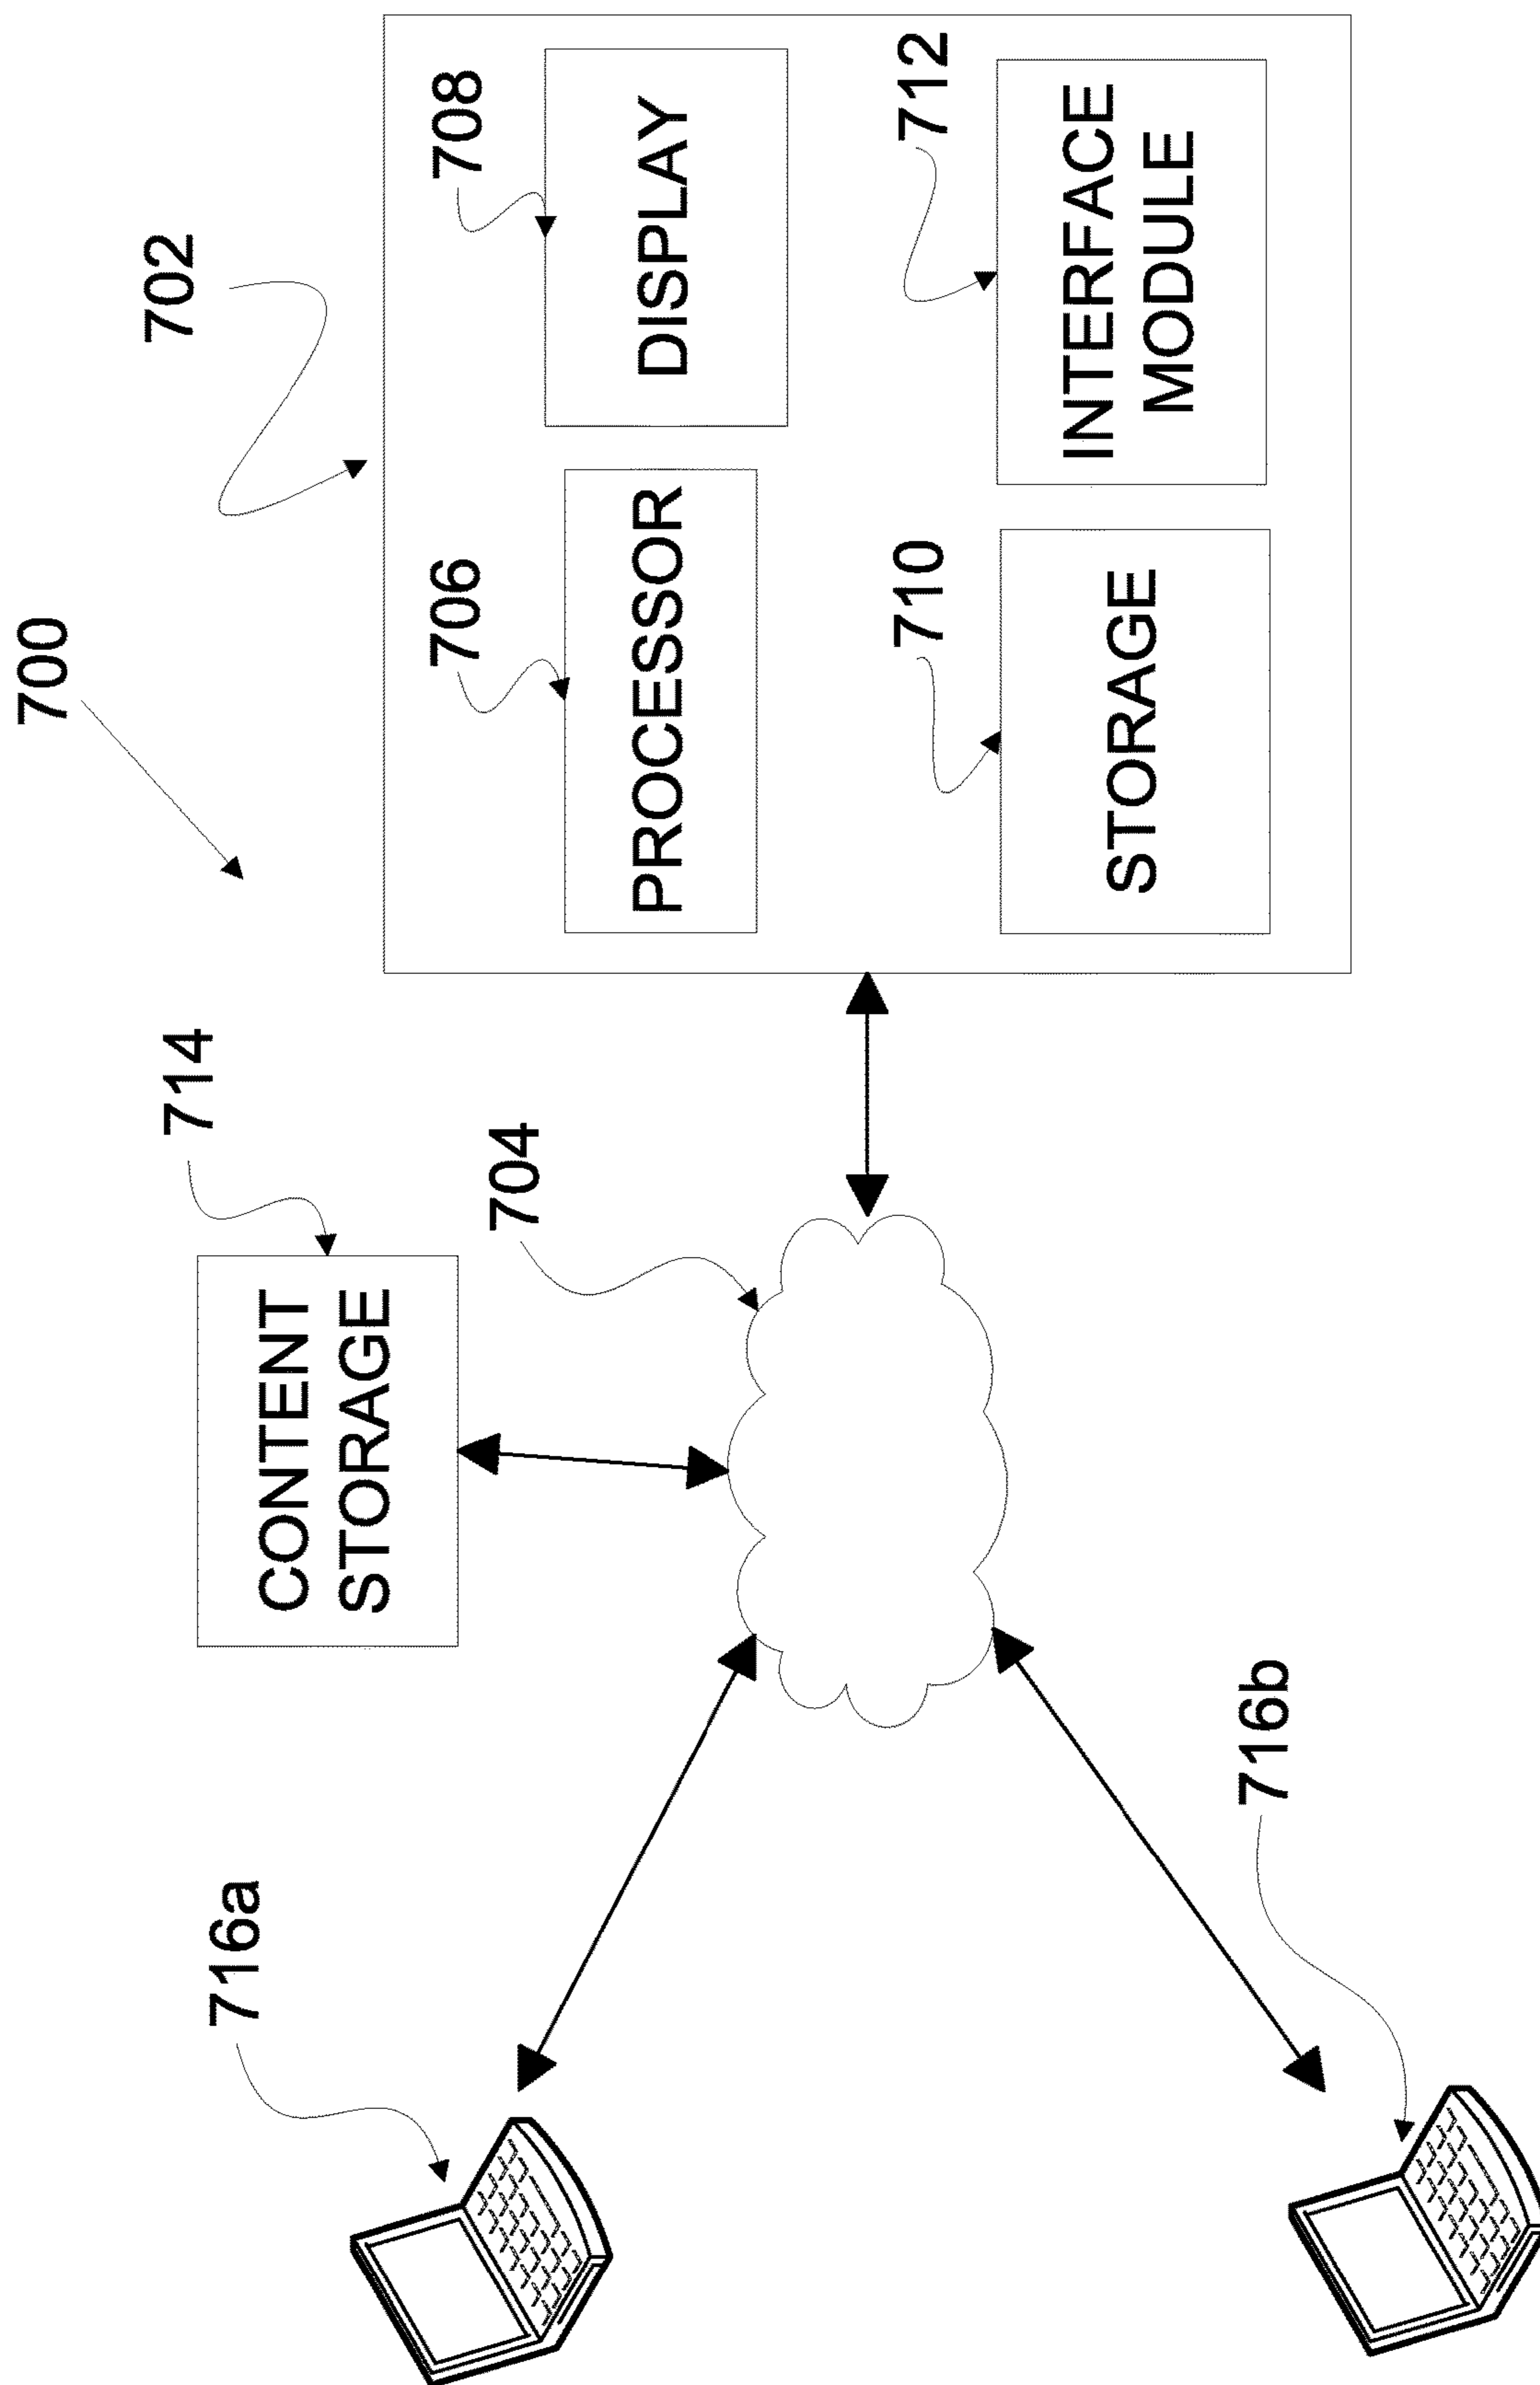 700
702
706
PROCESSOR
708
DISPLAY
710
STORAGE
712
INTERFACE
MODULE
714
CONTENT
STORAGE
704
716a
716b